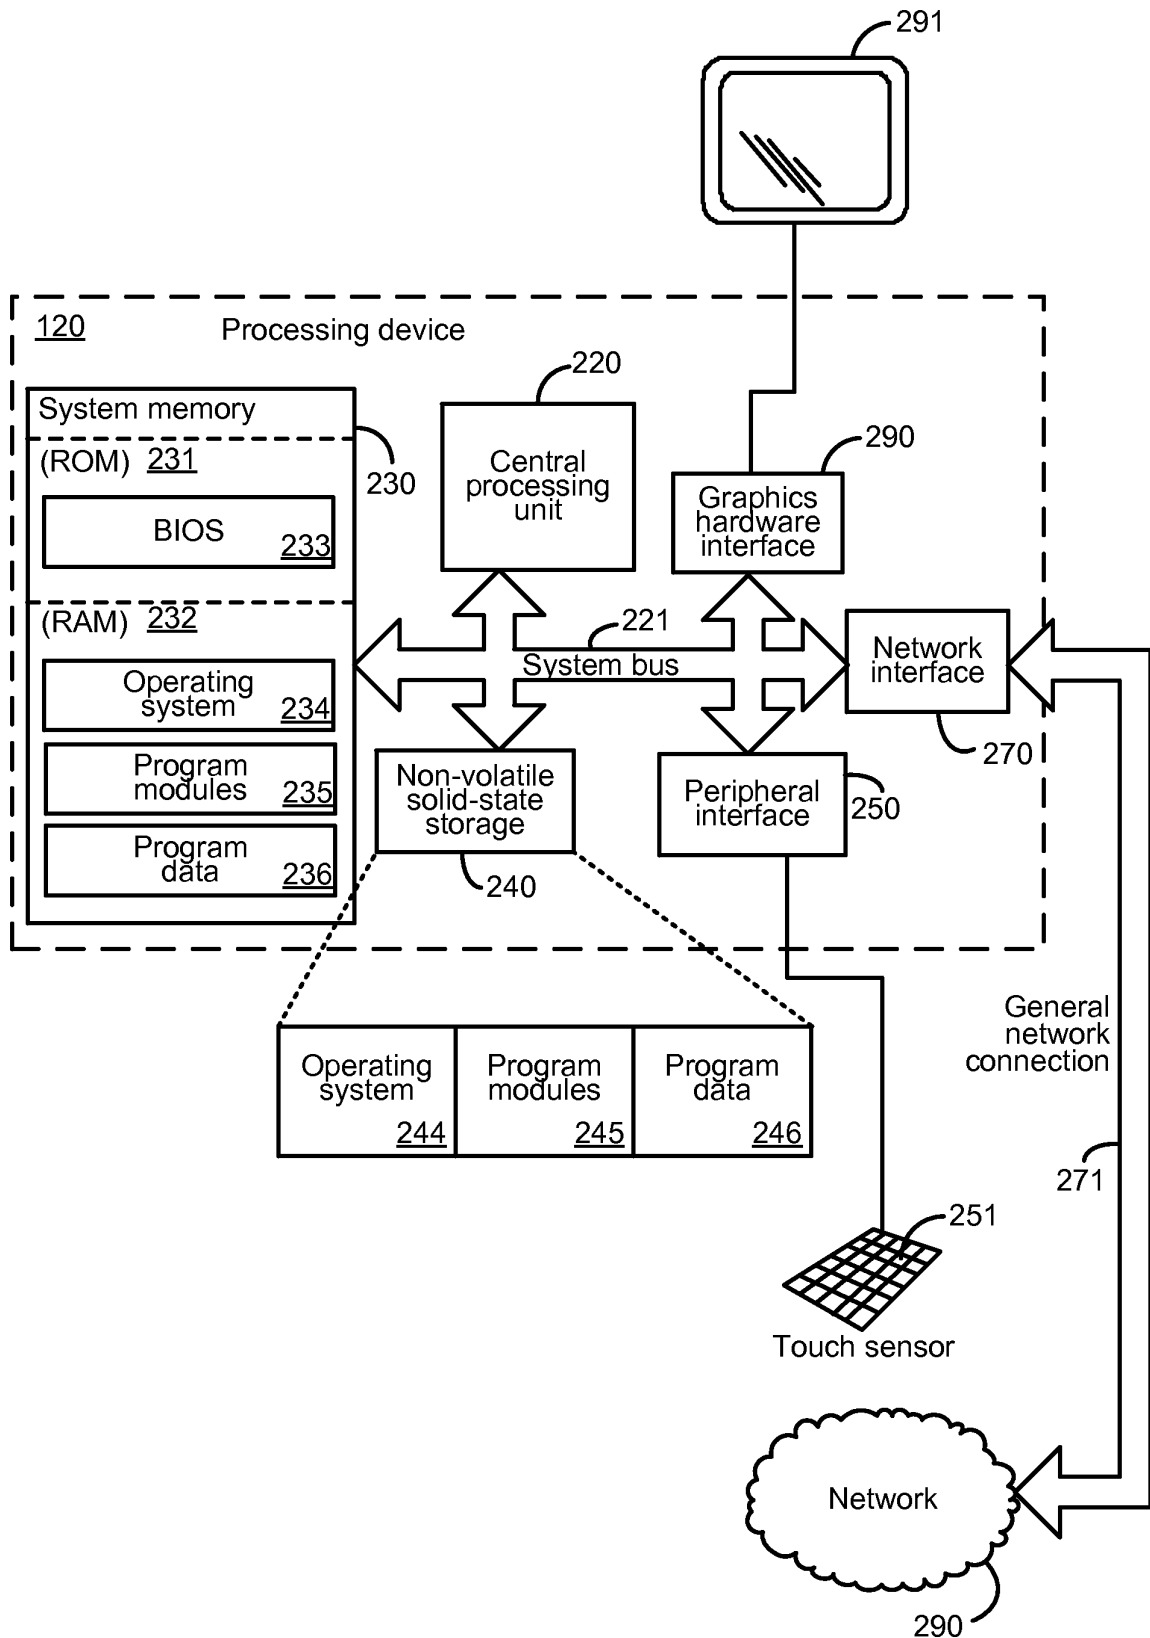 291
120
Processing device
220
System memory
290
(ROM) 231
230
Central
processing
unit
Graphics
hardware
interface
BIOS
233
(RAM) 232
221
System bus
Network
interface
Operating
system
234
270
Program
modules
235
Non-volatile
solid-state
storage
Peripheral
interface
250
Program
data
236
240
General
network
connection
Operating
system
244
Program
modules
245
Program
data
246
271
251
Touch sensor
Network
290